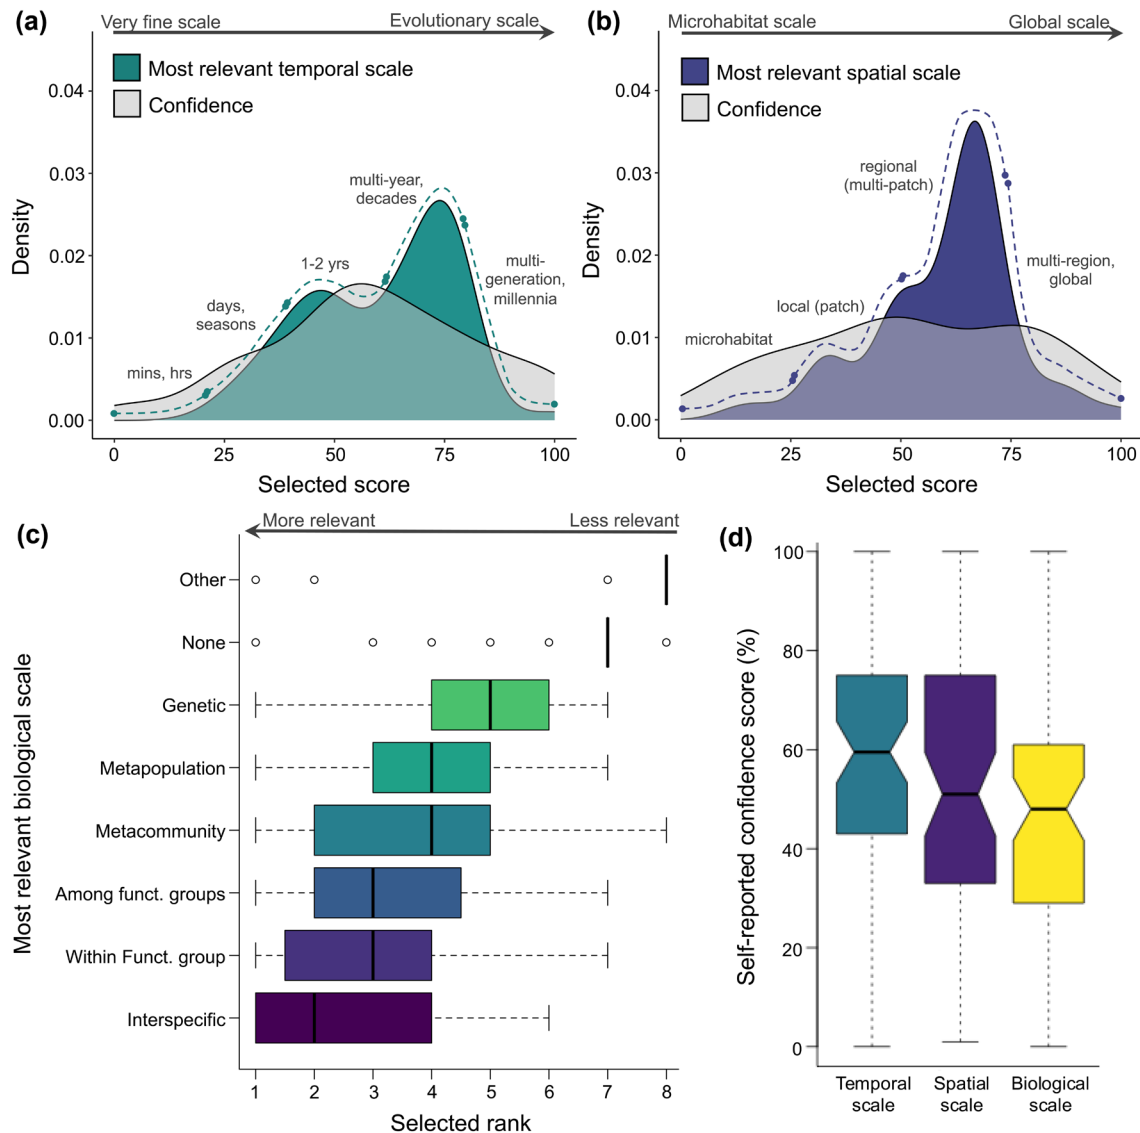 (a)
Very fine scale
Evolutionary scale
Most relevant temporal scale
Confidence
0.04
0.03
0.02
0.01
0.00
Density
mins, hrs
days,
seasons
1-2 yrs
multi-year,
decades
multi-
generation,
millennia
0
25
50
75
100
Selected score
(b)
Microhabitat scale
Global scale
Most relevant spatial scale
Confidence
0.04
0.03
0.02
0.01
0.00
Density
microhabitat
local (patch)
regional
(multi-patch)
multi-region,
global
0
25
50
75
100
Selected score
(c)
More relevant
Less relevant
Most relevant biological scale
Other
None
Genetic
Metapopulation
Metacommunity
Among funct. groups
Within Funct. group
Interspecific
1
2
3
4
5
6
7
8
Selected rank
(d)
Self-reported confidence score (%)
100
80
60
40
20
0
Temporal
scale
Spatial
scale
Biological
scale